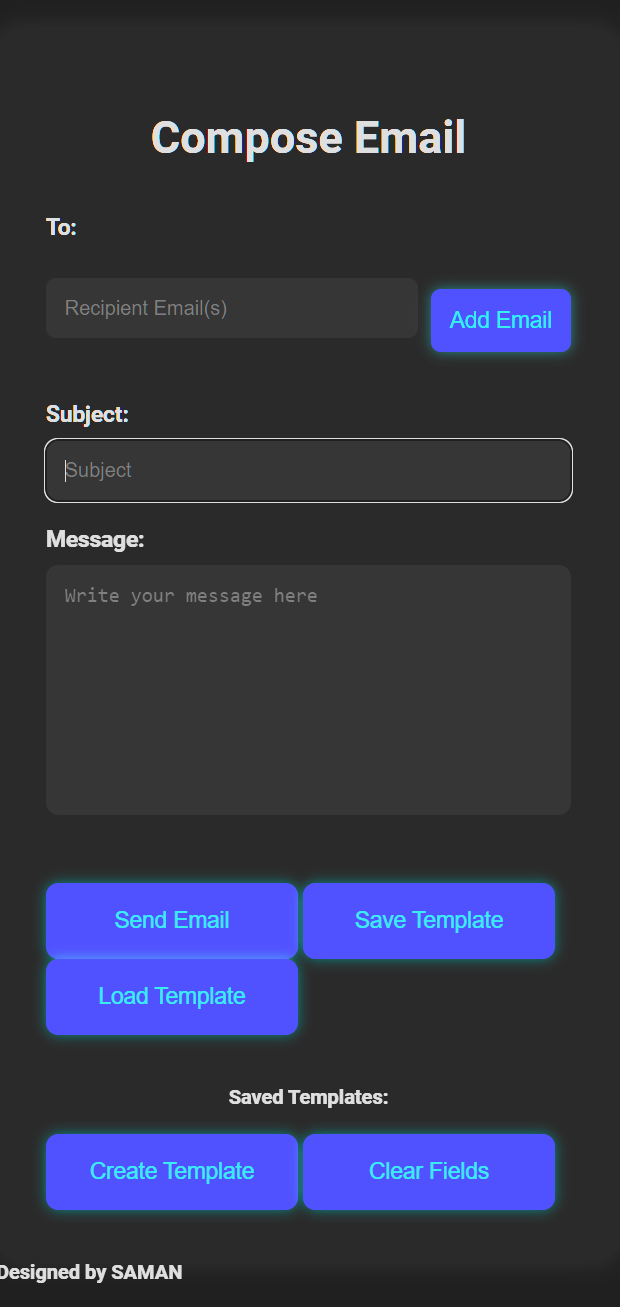 Compose Email
To:
Recipient Email(s)
Add Email
Subject:
Subject
Message:
Write your message here
Send Email
Save Template
Load Template
Saved Templates:
Create Template
Clear Fields
Designed by SAMAN